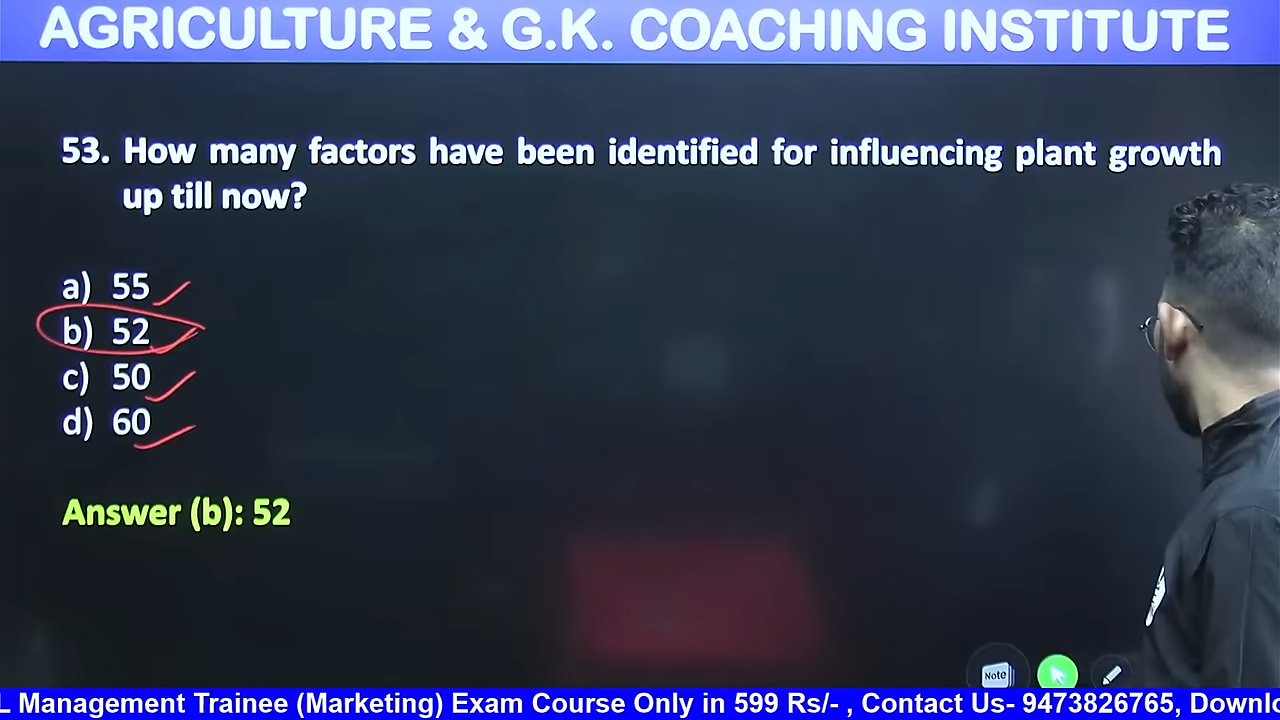 AGRICULTURE & G.K. COACHING INSTITUTE
53. How many factors have been identified for influencing plant growth
up till now?
a) 55
b) 52
c) 50
d) 60
Answer (b): 52
Note
L Management Trainee (Marketing) Exam Course Only in 599 Rs/- , Contact Us- 9473826765, Downlo